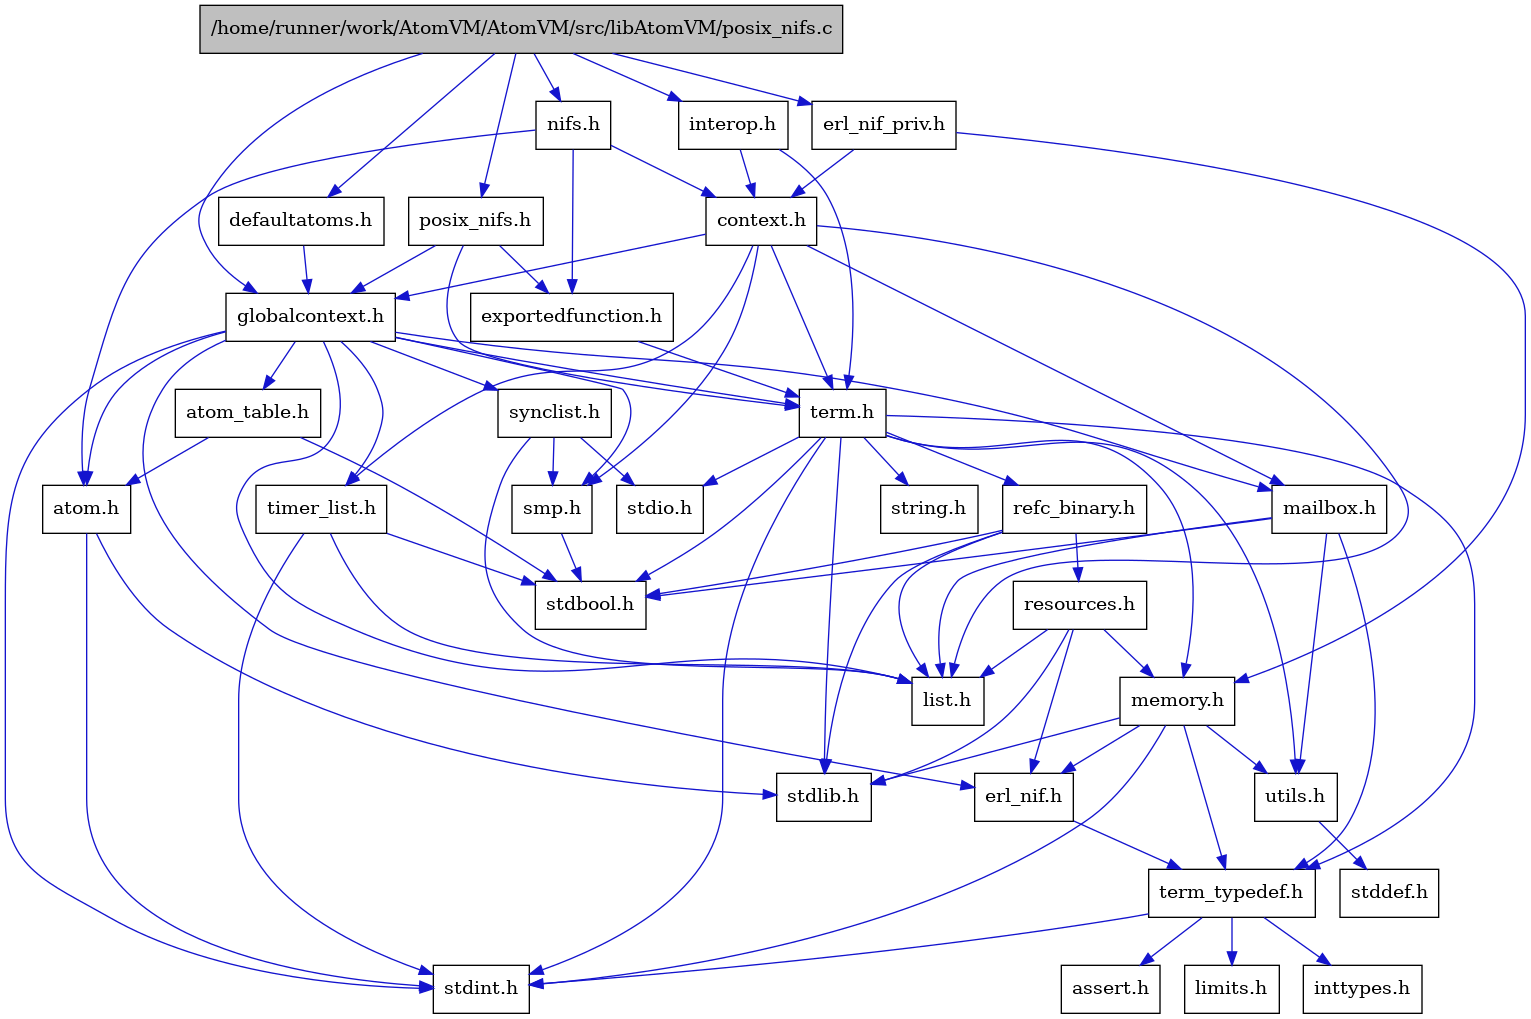 /home/runner/work/AtomVM/AtomVM/src/libAtomVM/posix_nifs.c
nifs.h
interop.h
erl_nif_priv.h
defaultatoms.h
posix_nifs.h
context.h
globalcontext.h
exportedfunction.h
atom_table.h
synclist.h
term.h
atom.h
timer_list.h
smp.h
stdio.h
string.h
refc_binary.h
mailbox.h
stdbool.h
resources.h
list.h
memory.h
stdlib.h
erl_nif.h
utils.h
term_typedef.h
stddef.h
stdint.h
assert.h
limits.h
inttypes.h